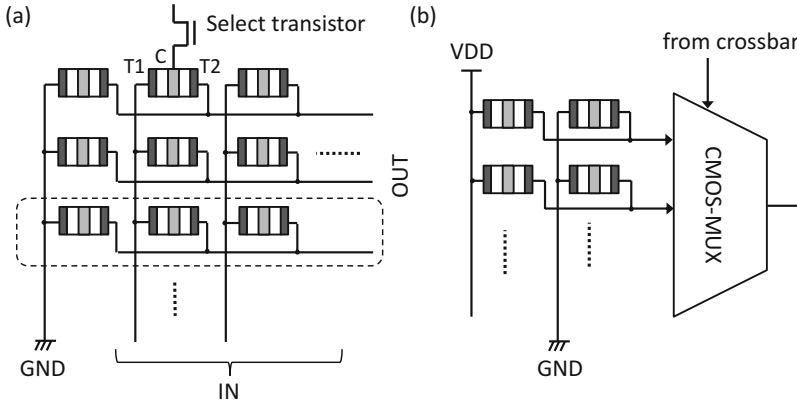 (a)
Select transistor
T1
C
T2
OUT
GND
IN
(b)
VDD
from crossbar
CMOS-MUX
GND